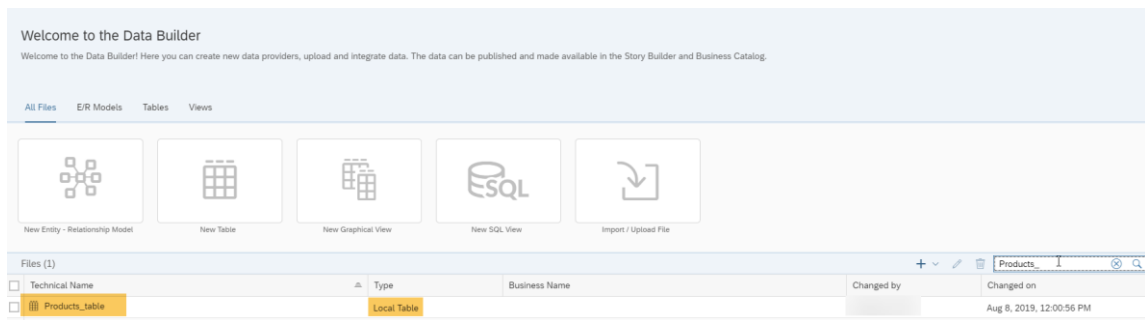 Welcome to the Data Builder
Welcome to the Data Builder! Here you can create new data providers, upload and integrate data. The data can be published and made available in the Story Builder and Business Catalog.
All Files E/R Models Tables Views
SQL
New Entity - Relationship Model New Table New Graphical View New SQL View Import / Upload File
Files (1) Products_
Technical Name Type Business Name Changed by Changed on
Products_table Local Table Aug 8, 2019, 12:00:56 PM